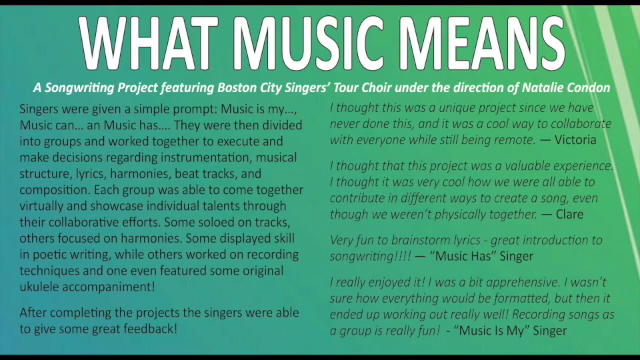 WHAT MUSIC MEANS
A Songwriting Project featuring Boston City Singers' Tour Choir under the direction of Natalie Condon
Singers were given a simple prompt: Music is my...,
Music can... an Music has.... They were then divided
into groups and worked together to execute and
make decisions regarding instrumentation, musical
structure, lyrics, harmonies, beat tracks, and
composition. Each group was able to come together
virtually and showcase individual talents through
their collaborative efforts. Some soloed on tracks,
others focused on harmonies. Some displayed skill
in poetic writing, while others worked on recording
techniques and one even featured some original
ukulele accompaniment!
After completing the projects the singers were able
to give some great feedback!
I thought this was a unique project since we have
never done this, and it was a cool way to collaborate
with everyone while still being remote. — Victoria
I thought that this project was a valuable experience.
I thought it was very cool how we were all able to
contribute in different ways to create a song, even
though we weren't physically together. — Clare
Very fun to brainstorm lyrics - great introduction to
songwriting!!!! — "Music Has" Singer
I really enjoyed it! I was a bit apprehensive. I wasn't
sure how everything would be formatted, but then it
ended up working out really well! Recording songs as
a group is really fun! - "Music Is My" Singer